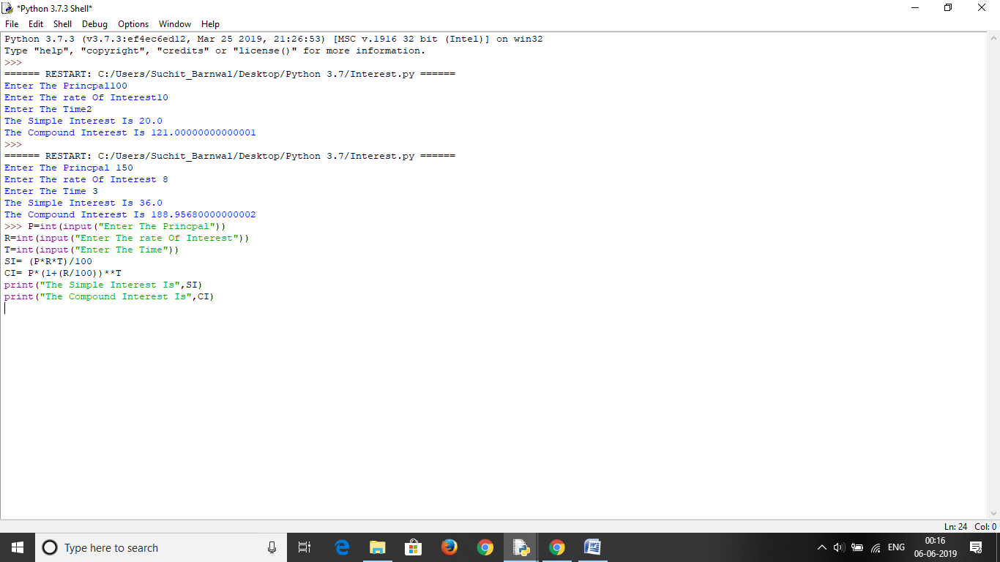 *Python 3.7.3 Shell*
File Edit Shell Debug Options Window Help
Python 3.7.3 (v3.7.3:ef4ec6ed12, Mar 25 2019, 21:26:53) [MSC v.1916 32 bit (Intel)] on win32
Type "help", "copyright", "credits" or "license()" for more information.
>>>
====== RESTART: C:/Users/Suchit_Barnwal/Desktop/Python 3.7/Interest.py ======
Enter The Princpal100
Enter The rate Of Interest10
Enter The Time2
The Simple Interest Is 20.0
The Compound Interest Is 121.00000000000001
>>>
====== RESTART: C:/Users/Suchit_Barnwal/Desktop/Python 3.7/Interest.py ======
Enter The Princpal 150
Enter The rate Of Interest 8
Enter The Time 3
The Simple Interest Is 36.0
The Compound Interest Is 188.95680000000002
>>> P=int(input("Enter The Princpal"))
R=int(input("Enter The rate Of Interest"))
T=int(input("Enter The Time"))
SI= (P*R*T)/100
CI= P*(1+(R/100))**T
print("The Simple Interest Is",SI)
print("The Compound Interest Is",CI)
Ln: 24 Col: 0
Type here to search
ENG
00:16
06-06-2019